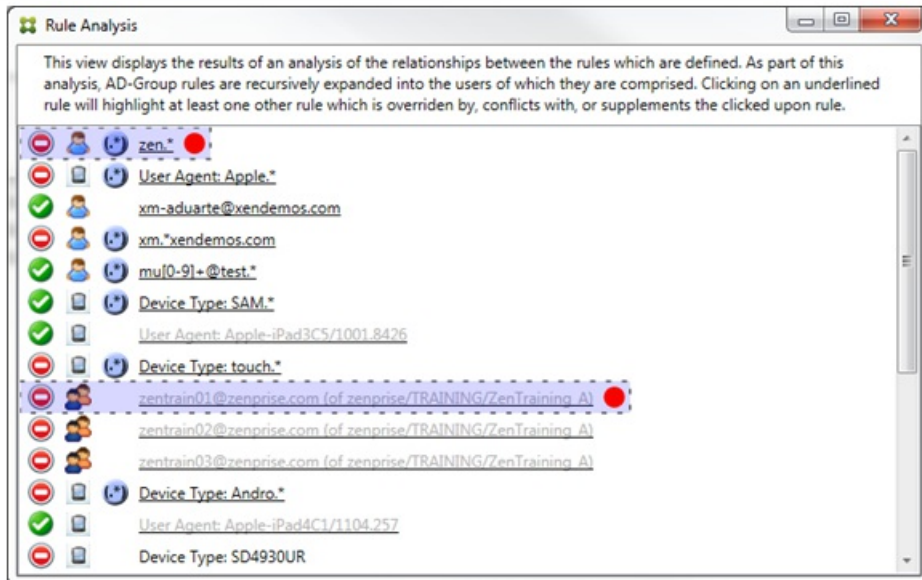 Rule Analysis
This view displays the results of an analysis of the relationships between the rules which are defined. As part of this
analysis, AD-Group rules are recursively expanded into the users of which they are comprised. Clicking on an underlined
rule will highlight at least one other rule which is overriden by, conflicts with, or supplements the clicked upon rule.
(.*) zen.*
(.*) User Agent: Apple.*
xm-aduarte@xendemos.com
(.*) xm.*xendemos.com
(.*) mu[0-9]+@test.*
(.*) Device Type: SAM.*
User Agent: Apple-iPad3C5/1001.8426
(.*) Device Type: touch.*
zentrain01@zenprise.com (of zenprise/TRAINING/ZenTraining A)
zentrain02@zenprise.com (of zenprise/TRAINING/ZenTraining A)
zentrain03@zenprise.com (of zenprise/TRAINING/ZenTraining A)
(.*) Device Type: Andro.*
User Agent: Apple-iPad4C1/1104.257
Device Type: SD4930UR